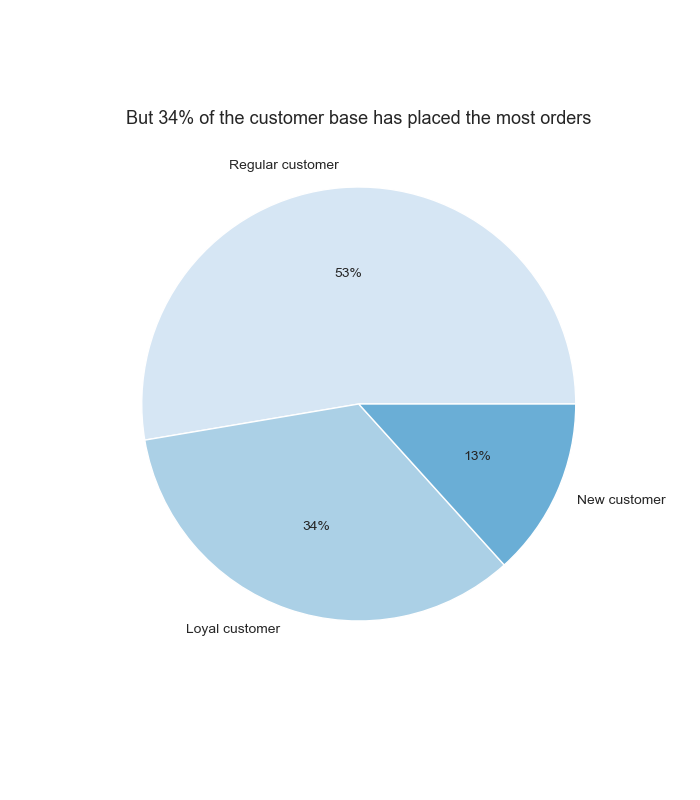 But 34% of the customer base has placed the most orders
Regular customer
53%
13%
New customer
34%
Loyal customer